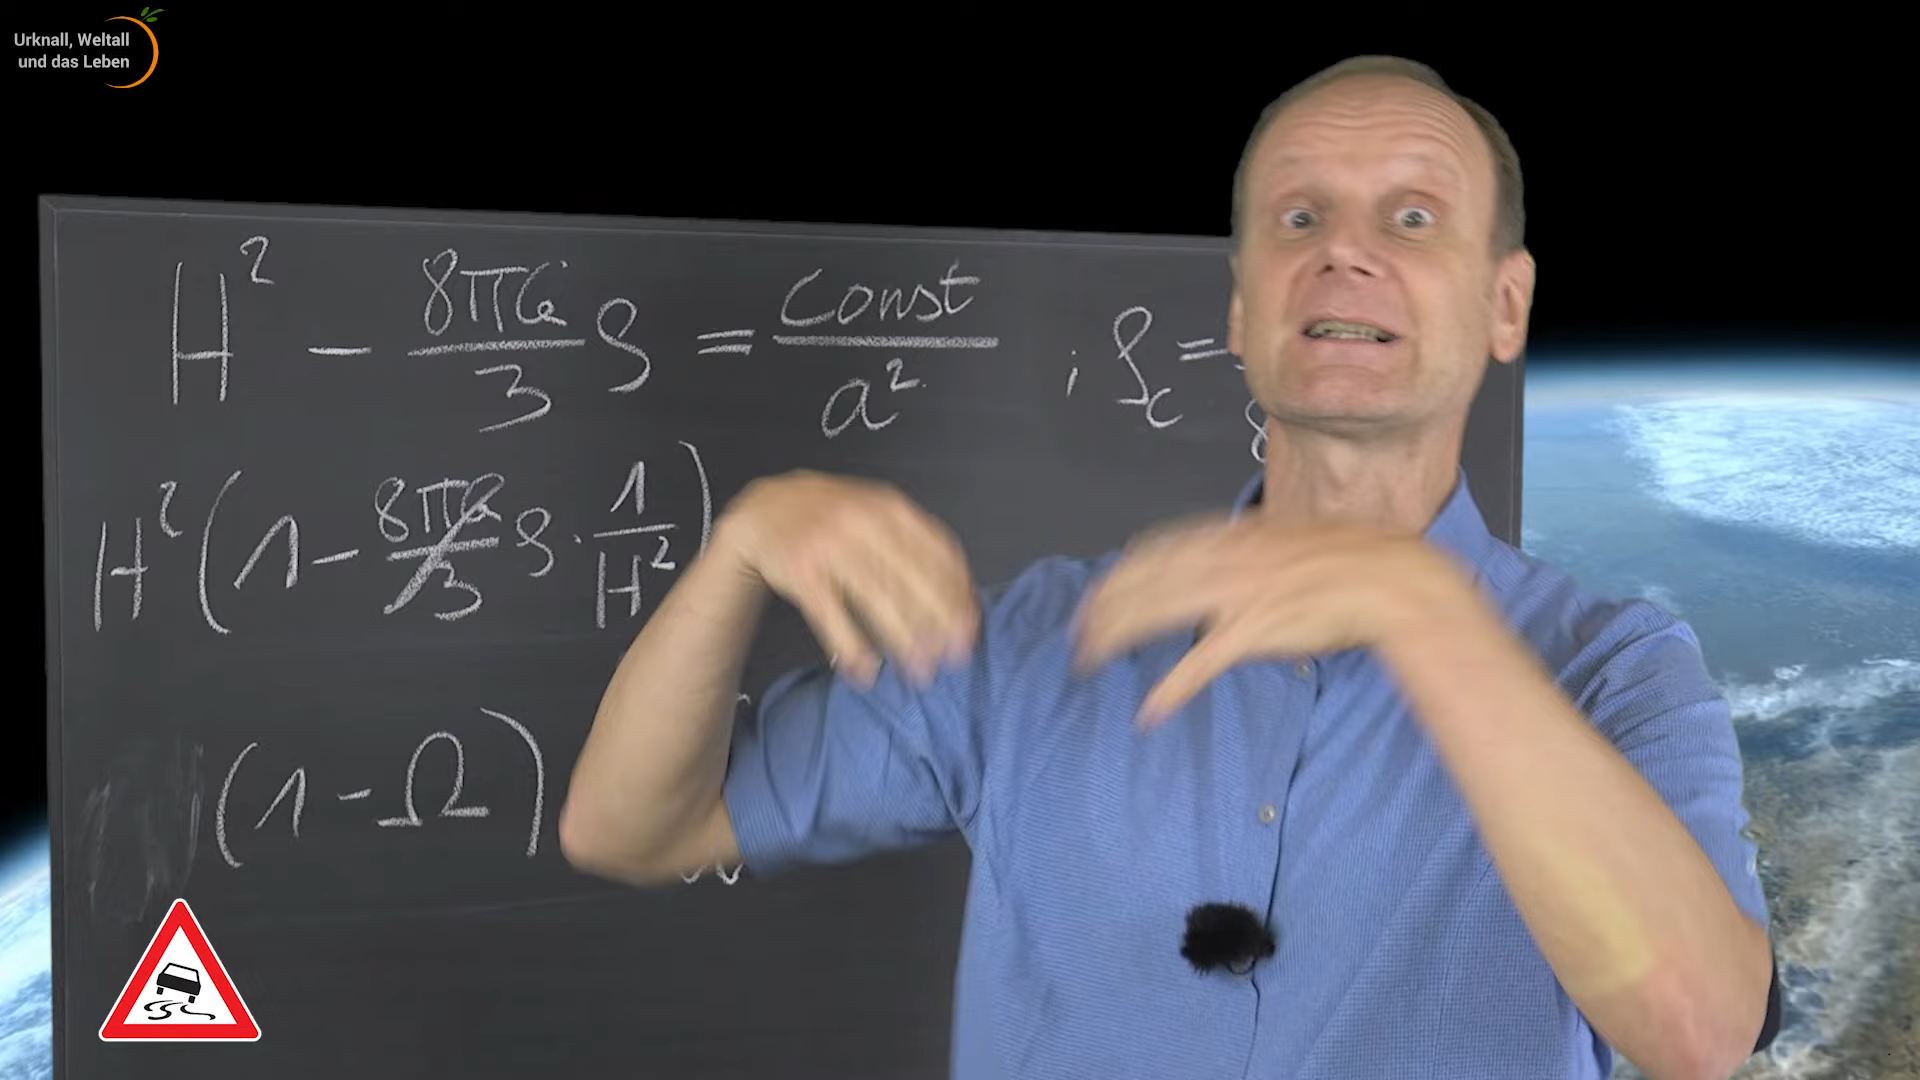 Urknall, Weltall
und das Leben
H² - 8πG/3 ρ = const/a² ; ρc =
H² (1 - 8πG/3 ρ · 1/H²)
(1 - Ω)